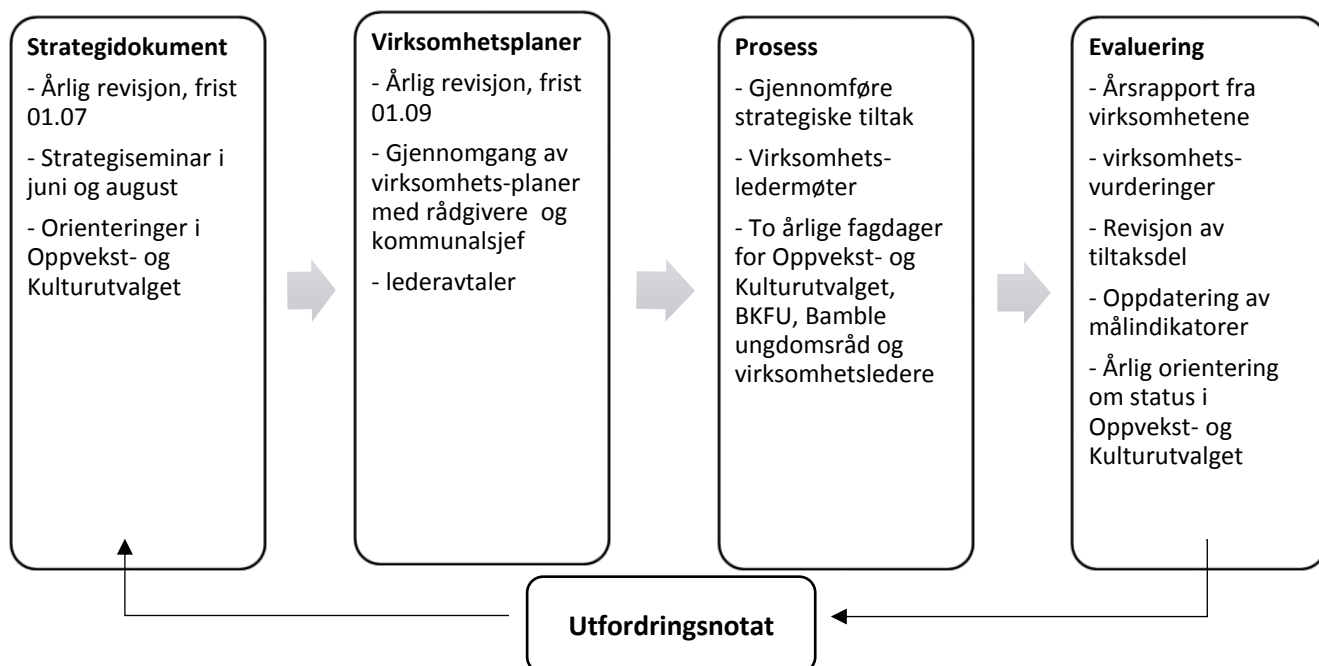 Strategidokument
- Årlig revisjon, frist
01.07
- Strategiseminar i
juni og august
- Orienteringer i
Oppvekst- og
Kulturutvalget
Virksomhetsplaner
- Årlig revisjon, frist
01.09
- Gjennomgang av
virksomhets-planer
med rådgivere og
kommunalsjef
- lederavtaler
Prosess
- Gjennomføre
strategiske tiltak
- Virksomhets-
ledermøter
- To årlige fagdager
for Oppvekst- og
Kulturutvalget,
BKFU, Bamble
ungdomsråd og
virksomhetsledere
Evaluering
- Årsrapport fra
virksomhetene
- virksomhets-
vurderinger
- Revisjon av
tiltaksdel
- Oppdatering av
målindikatorer
- Årlig orientering
om status i
Oppvekst- og
Kulturutvalget
Utfordringsnotat